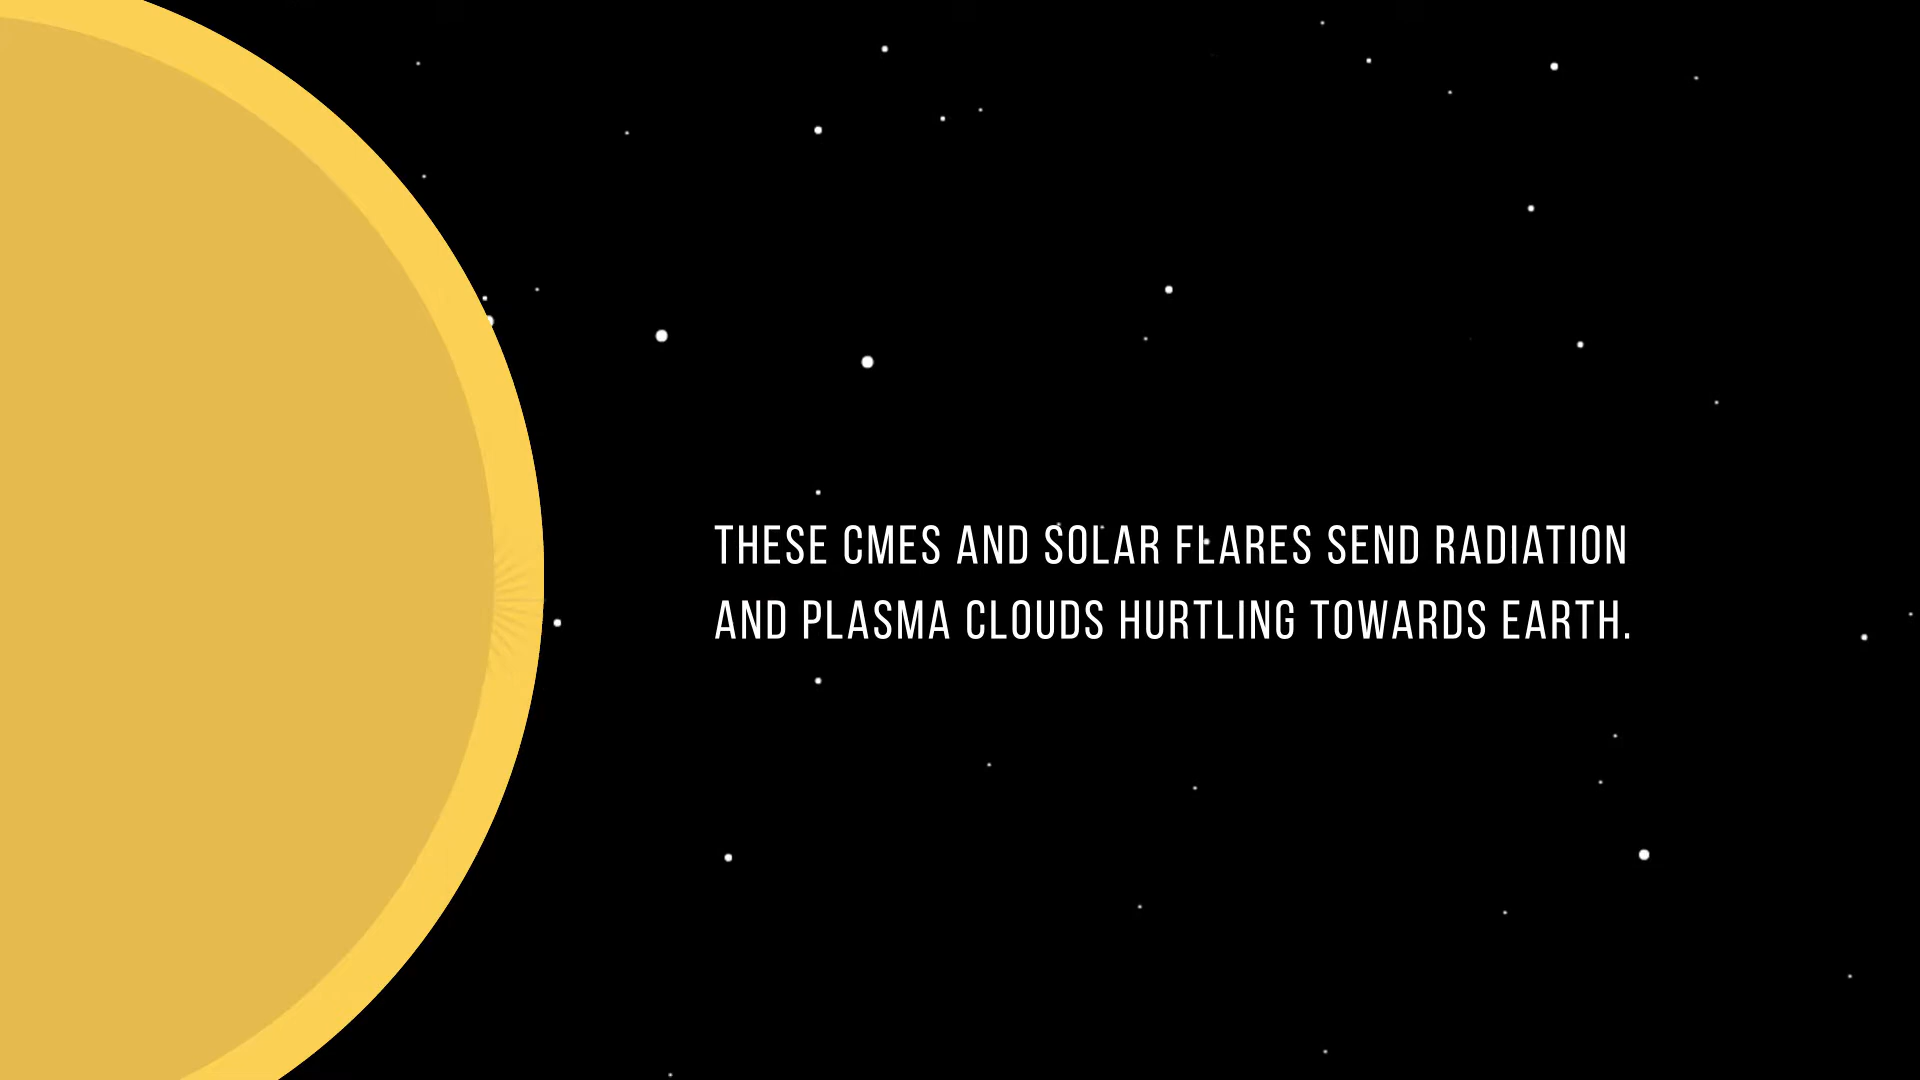 THESE CMES AND SOLAR FLARES SEND RADIATION
AND PLASMA CLOUDS HURTLING TOWARDS EARTH.